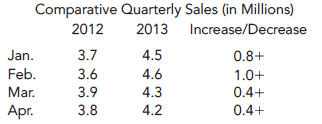 Comparative Quarterly Sales (in Millions)
2012 2013 Increase/Decrease
Jan. 3.7 4.5 0.8+
Feb. 3.6 4.6 1.0+
Mar. 3.9 4.3 0.4+
Apr. 3.8 4.2 0.4+